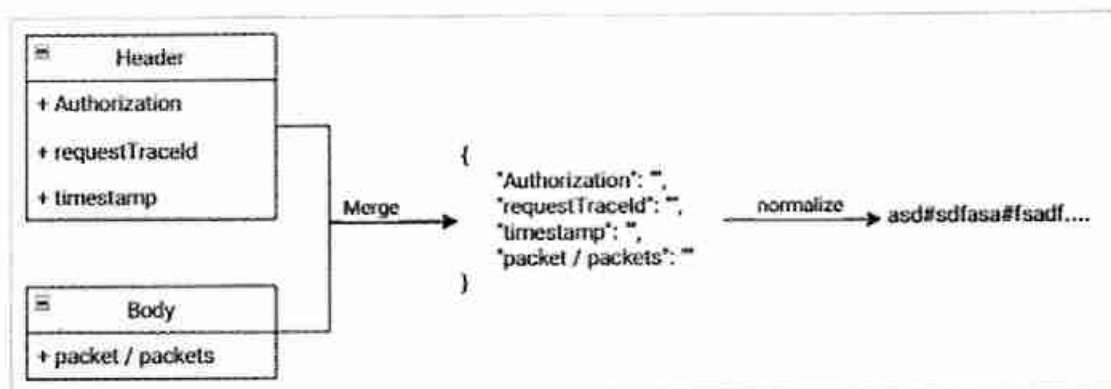 Header
+ Authorization
+ requestTraceId
+ timestamp
Merge
{
"Authorization": "",
"requestTraceId": "",
"timestamp": "",
"packet / packets": ""
}
normalize
asd#sdfasa#fsadf....
Body
+ packet / packets